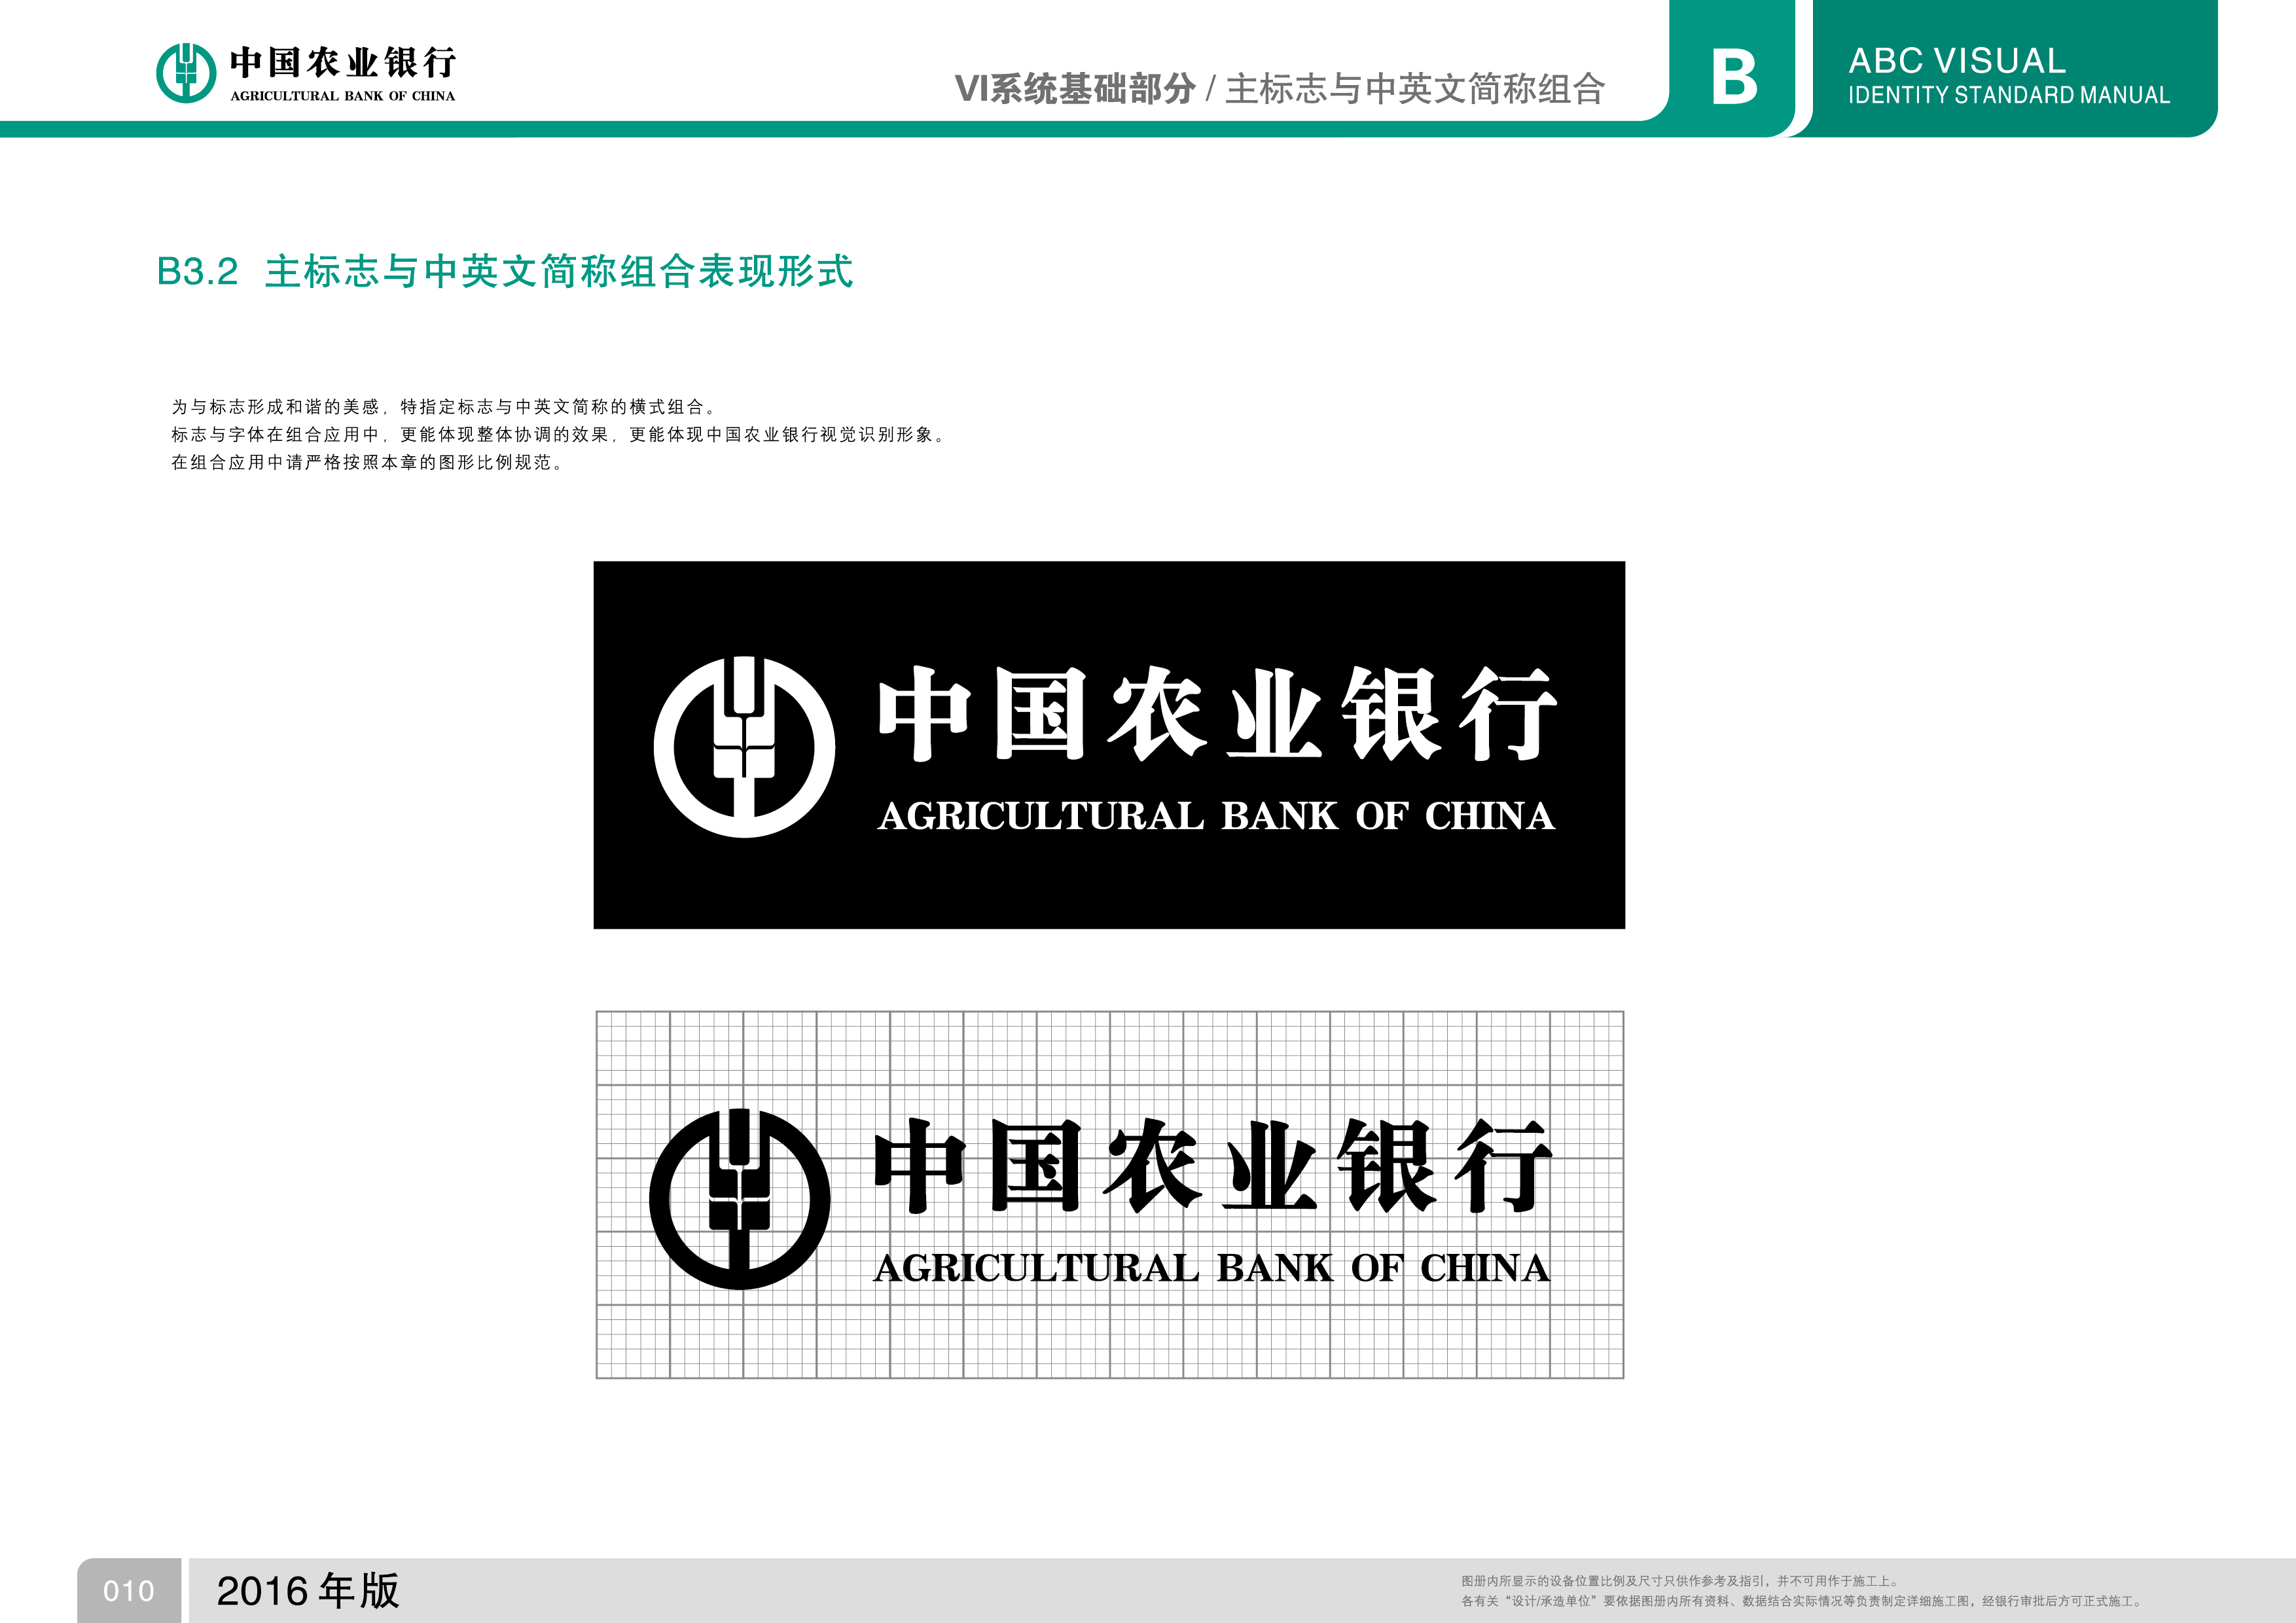 中国农业银行
AGRICULTURAL BANK OF CHINA
VI系统基础部分 / 主标志与中英文简称组合
B
ABC VISUAL
IDENTITY STANDARD MANUAL
B3.2 主标志与中英文简称组合表现形式
为与标志形成和谐的美感，特指定标志与中英文简称的横式组合。
标志与字体在组合应用中，更能体现整体协调的效果，更能体现中国农业银行视觉识别形象。
在组合应用中请严格按照本章的图形比例规范。
中国农业银行
AGRICULTURAL BANK OF CHINA
中国农业银行
AGRICULTURAL BANK OF CHINA
010
2016 年版
图册内所显示的设备位置比例及尺寸只供作参考及指引，并不可用作于施工上。
各有关“设计/承造单位”要依据图册内所有资料、数据结合实际情况等负责制定详细施工图，经银行审批后方可正式施工。